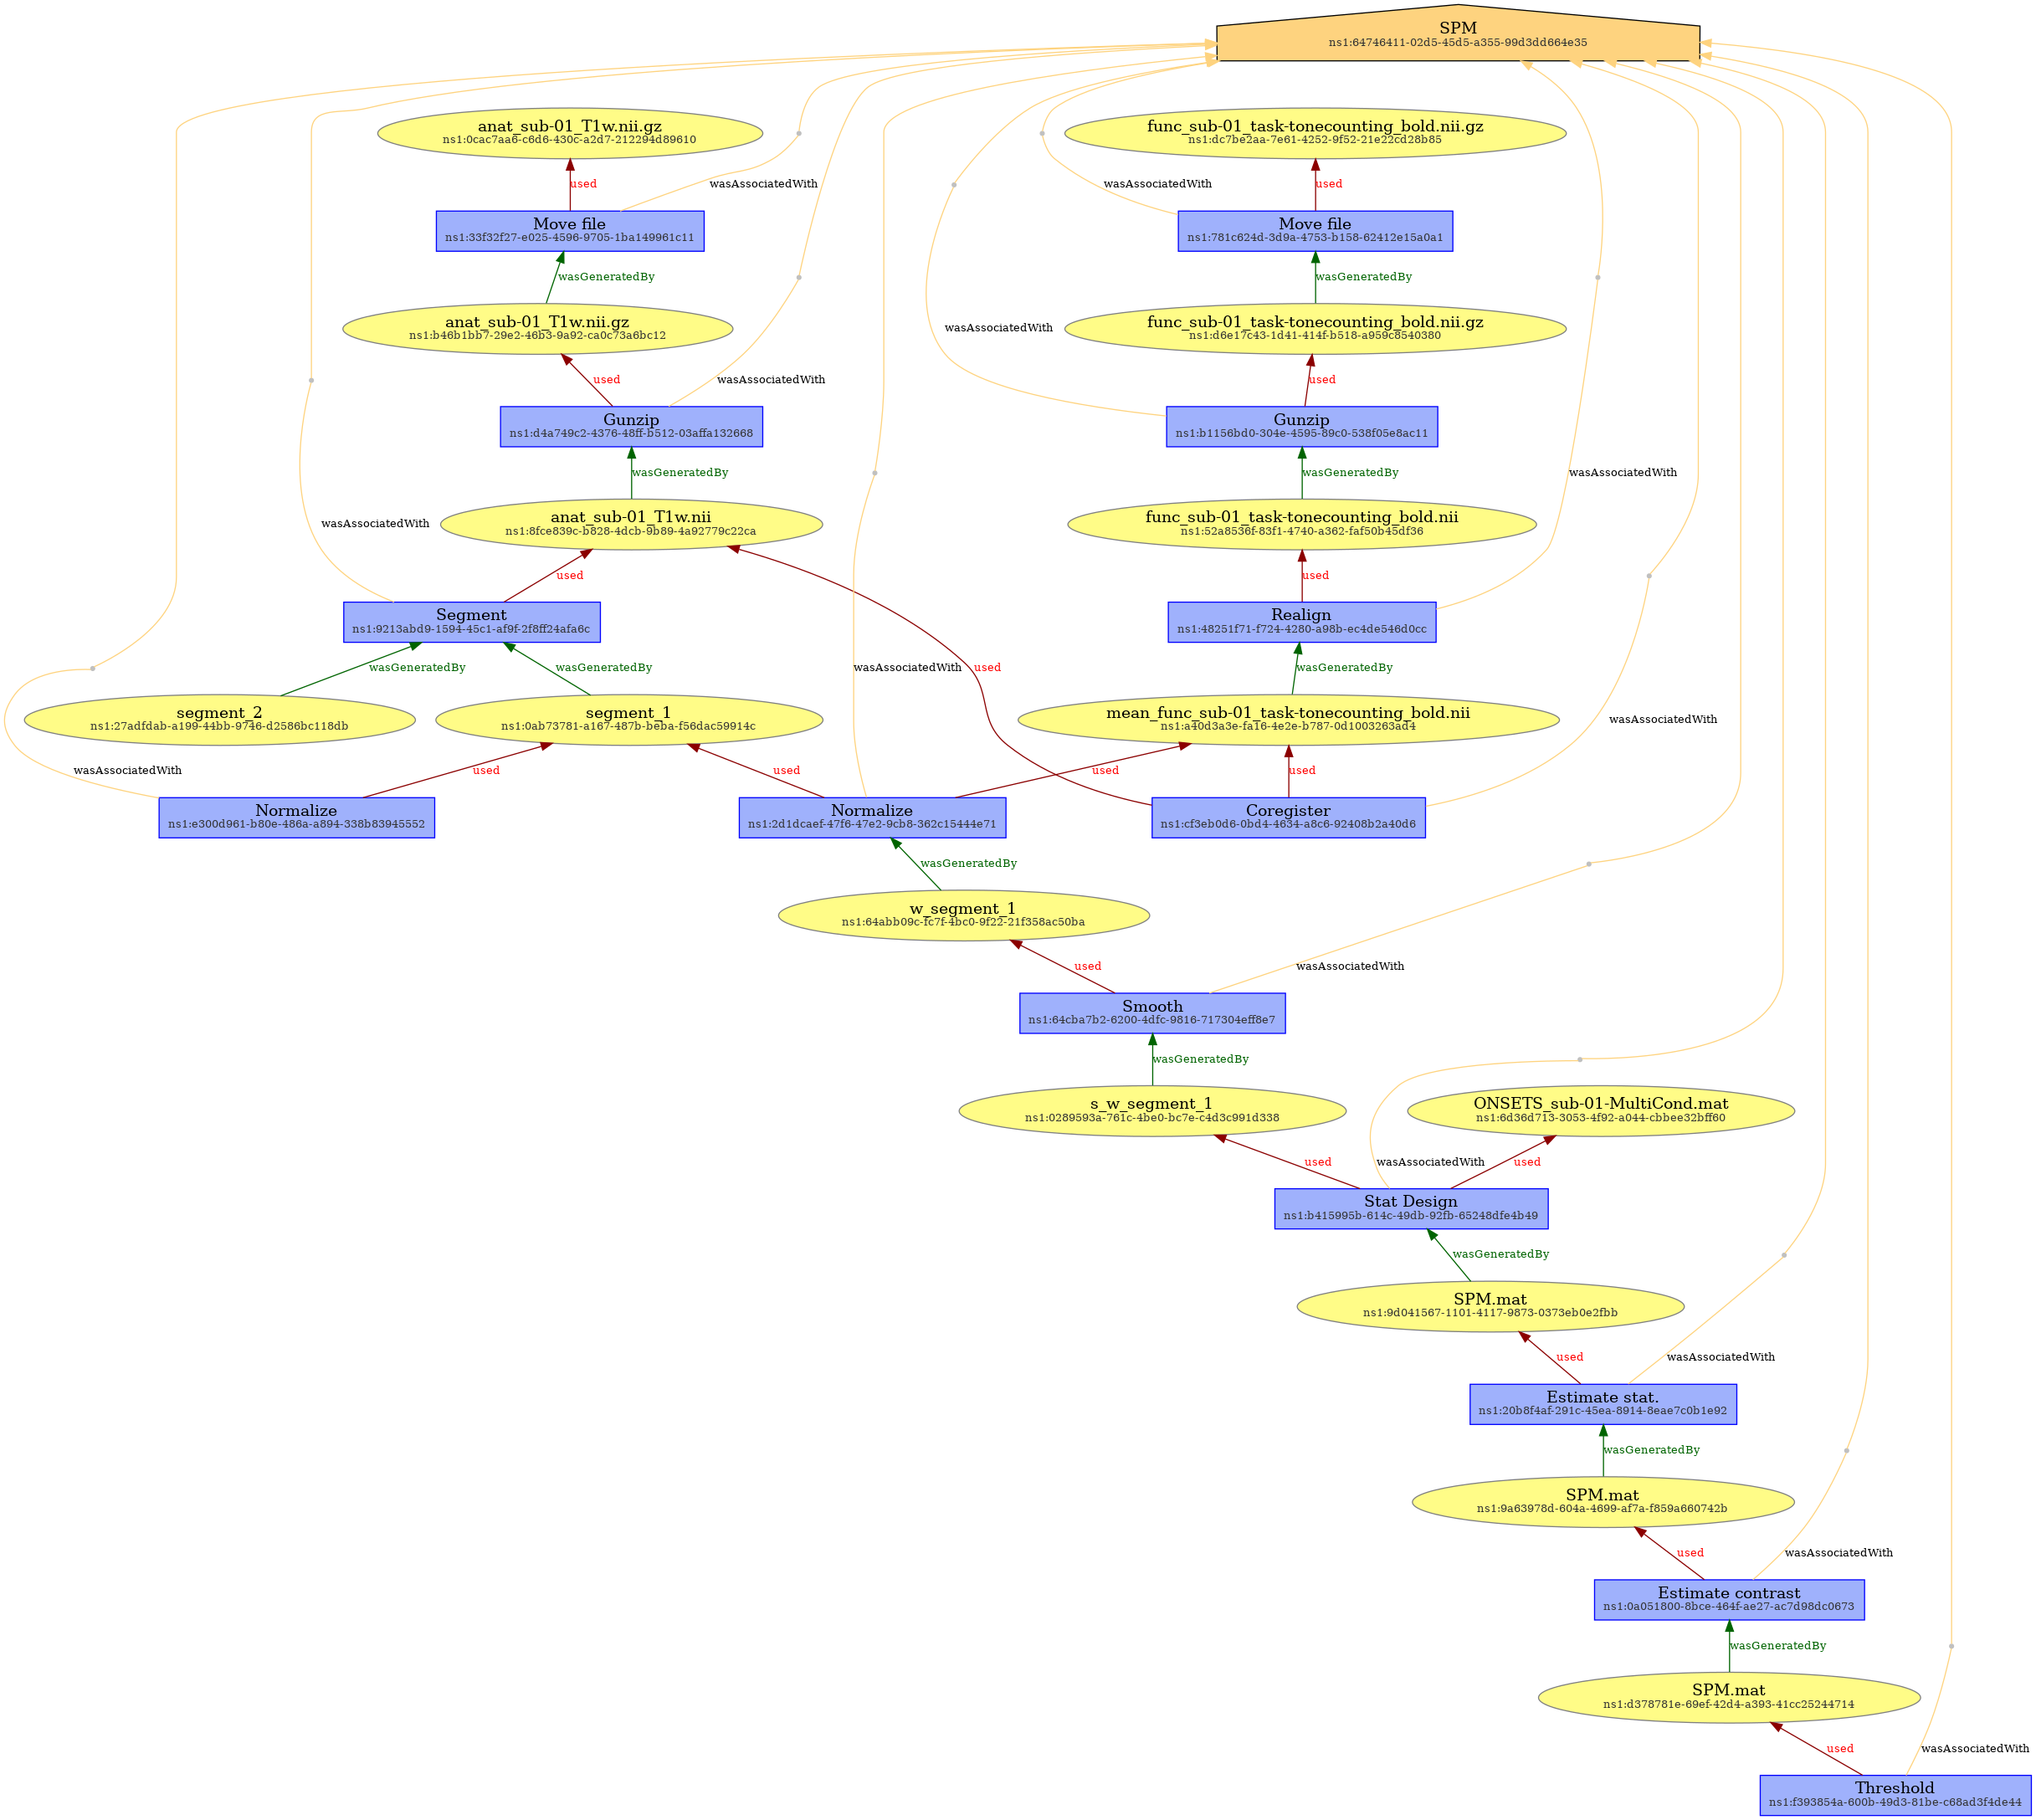 SPM
ns1:64746411-02d5-45d5-a355-99d3dd664e35
anat_sub-01_T1w.nii.gz
ns1:0cac7aa6-c6d6-430c-a2d7-212294d89610
func_sub-01_task-tonecounting_bold.nii.gz
ns1:dc7be2aa-7e61-4252-9f52-21e22cd28b85
used
wasAssociatedWith
wasAssociatedWith
used
Move file
ns1:33f32f27-e025-4596-9705-1ba149961c11
Move file
ns1:781c624d-3d9a-4753-b158-62412e15a0a1
wasGeneratedBy
wasGeneratedBy
anat_sub-01_T1w.nii.gz
ns1:b46b1bb7-29e2-46b3-9a92-ca0c73a6bc12
wasAssociatedWith
func_sub-01_task-tonecounting_bold.nii.gz
ns1:d6e17c43-1d41-414f-b518-a959c8540380
used
wasAssociatedWith
used
Gunzip
ns1:d4a749c2-4376-48ff-b512-03affa132668
Gunzip
ns1:b1156bd0-304e-4595-89c0-538f05e8ac11
wasGeneratedBy
wasGeneratedBy
wasAssociatedWith
wasAssociatedWith
anat_sub-01_T1w.nii
ns1:8fce839c-b828-4dcb-9b89-4a92779c22ca
func_sub-01_task-tonecounting_bold.nii
ns1:52a8536f-83f1-4740-a362-faf50b45df36
used
used
Segment
ns1:9213abd9-1594-45c1-af9f-2f8ff24afa6c
Realign
ns1:48251f71-f724-4280-a98b-ec4de546d0cc
wasGeneratedBy
wasGeneratedBy
wasAssociatedWith
used
wasGeneratedBy
segment_2
ns1:27adfdab-a199-44bb-9746-d2586bc118db
segment_1
ns1:0ab73781-a167-487b-beba-f56dac59914c
mean_func_sub-01_task-tonecounting_bold.nii
ns1:a40d3a3e-fa16-4e2e-b787-0d1003263ad4
wasAssociatedWith
wasAssociatedWith
used
used
used
used
Normalize
ns1:e300d961-b80e-486a-a894-338b83945552
Normalize
ns1:2d1dcaef-47f6-47e2-9cb8-362c15444e71
Coregister
ns1:cf3eb0d6-0bd4-4634-a8c6-92408b2a40d6
wasGeneratedBy
w_segment_1
ns1:64abb09c-fc7f-4bc0-9f22-21f358ac50ba
used
wasAssociatedWith
Smooth
ns1:64cba7b2-6200-4dfc-9816-717304eff8e7
wasGeneratedBy
s_w_segment_1
ns1:0289593a-761c-4be0-bc7e-c4d3c991d338
ONSETS_sub-01-MultiCond.mat
ns1:6d36d713-3053-4f92-a044-cbbee32bff60
used
wasAssociatedWith
used
Stat Design
ns1:b415995b-614c-49db-92fb-65248dfe4b49
wasGeneratedBy
SPM.mat
ns1:9d041567-1101-4117-9873-0373eb0e2fbb
used
wasAssociatedWith
Estimate stat.
ns1:20b8f4af-291c-45ea-8914-8eae7c0b1e92
wasGeneratedBy
SPM.mat
ns1:9a63978d-604a-4699-af7a-f859a660742b
used
wasAssociatedWith
Estimate contrast
ns1:0a051800-8bce-464f-ae27-ac7d98dc0673
wasGeneratedBy
SPM.mat
ns1:d378781e-69ef-42d4-a393-41cc25244714
used
wasAssociatedWith
Threshold
ns1:f393854a-600b-49d3-81be-c68ad3f4de44